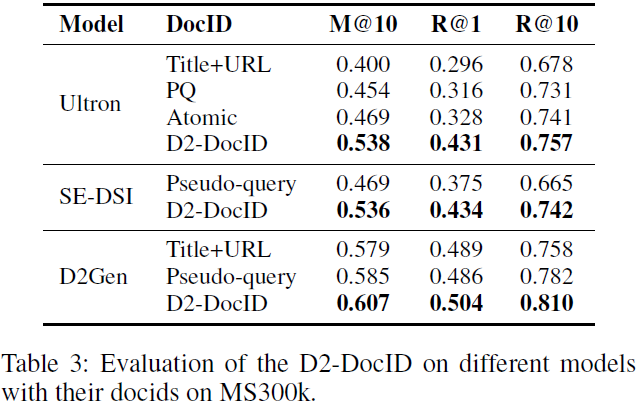 Model DocID M@10 R@1 R@10
Ultron
Title+URL 0.400 0.296 0.678
PQ 0.454 0.316 0.731
Atomic 0.469 0.328 0.741
D2-DocID 0.538 0.431 0.757
SE-DSI
Pseudo-query 0.469 0.375 0.665
D2-DocID 0.536 0.434 0.742
D2Gen
Title+URL 0.579 0.489 0.758
Pseudo-query 0.585 0.486 0.782
D2-DocID 0.607 0.504 0.810
Table 3: Evaluation of the D2-DocID on different models
with their docids on MS300k.